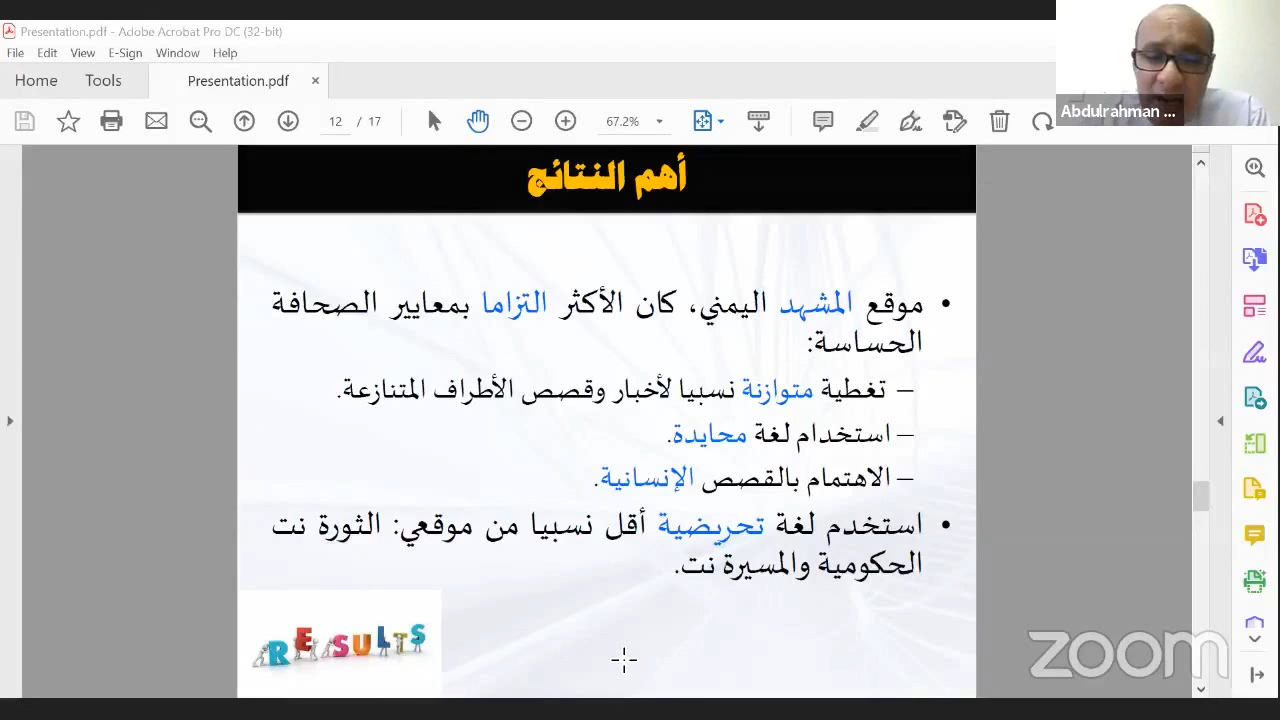 Presentation.pdf - Adobe Acrobat Pro DC (32-bit)
File Edit View E-Sign Window Help
Home Tools Presentation.pdf ×
12 / 17 67.2%
Abdulrahman ...
أهم النتائج
• موقع المشهد اليمني، كان الأكثر التزاما بمعايير الصحافة
الحساسة:
– تغطية متوازنة نسبيا لأخبار وقصص الأطراف المتنازعة.
– استخدام لغة محايدة.
– الاهتمام بالقصص الإنسانية.
• استخدم لغة تحريضية أقل نسبيا من موقعي: الثورة نت
الحكومية والمسيرة نت.
RESULTS
zoom